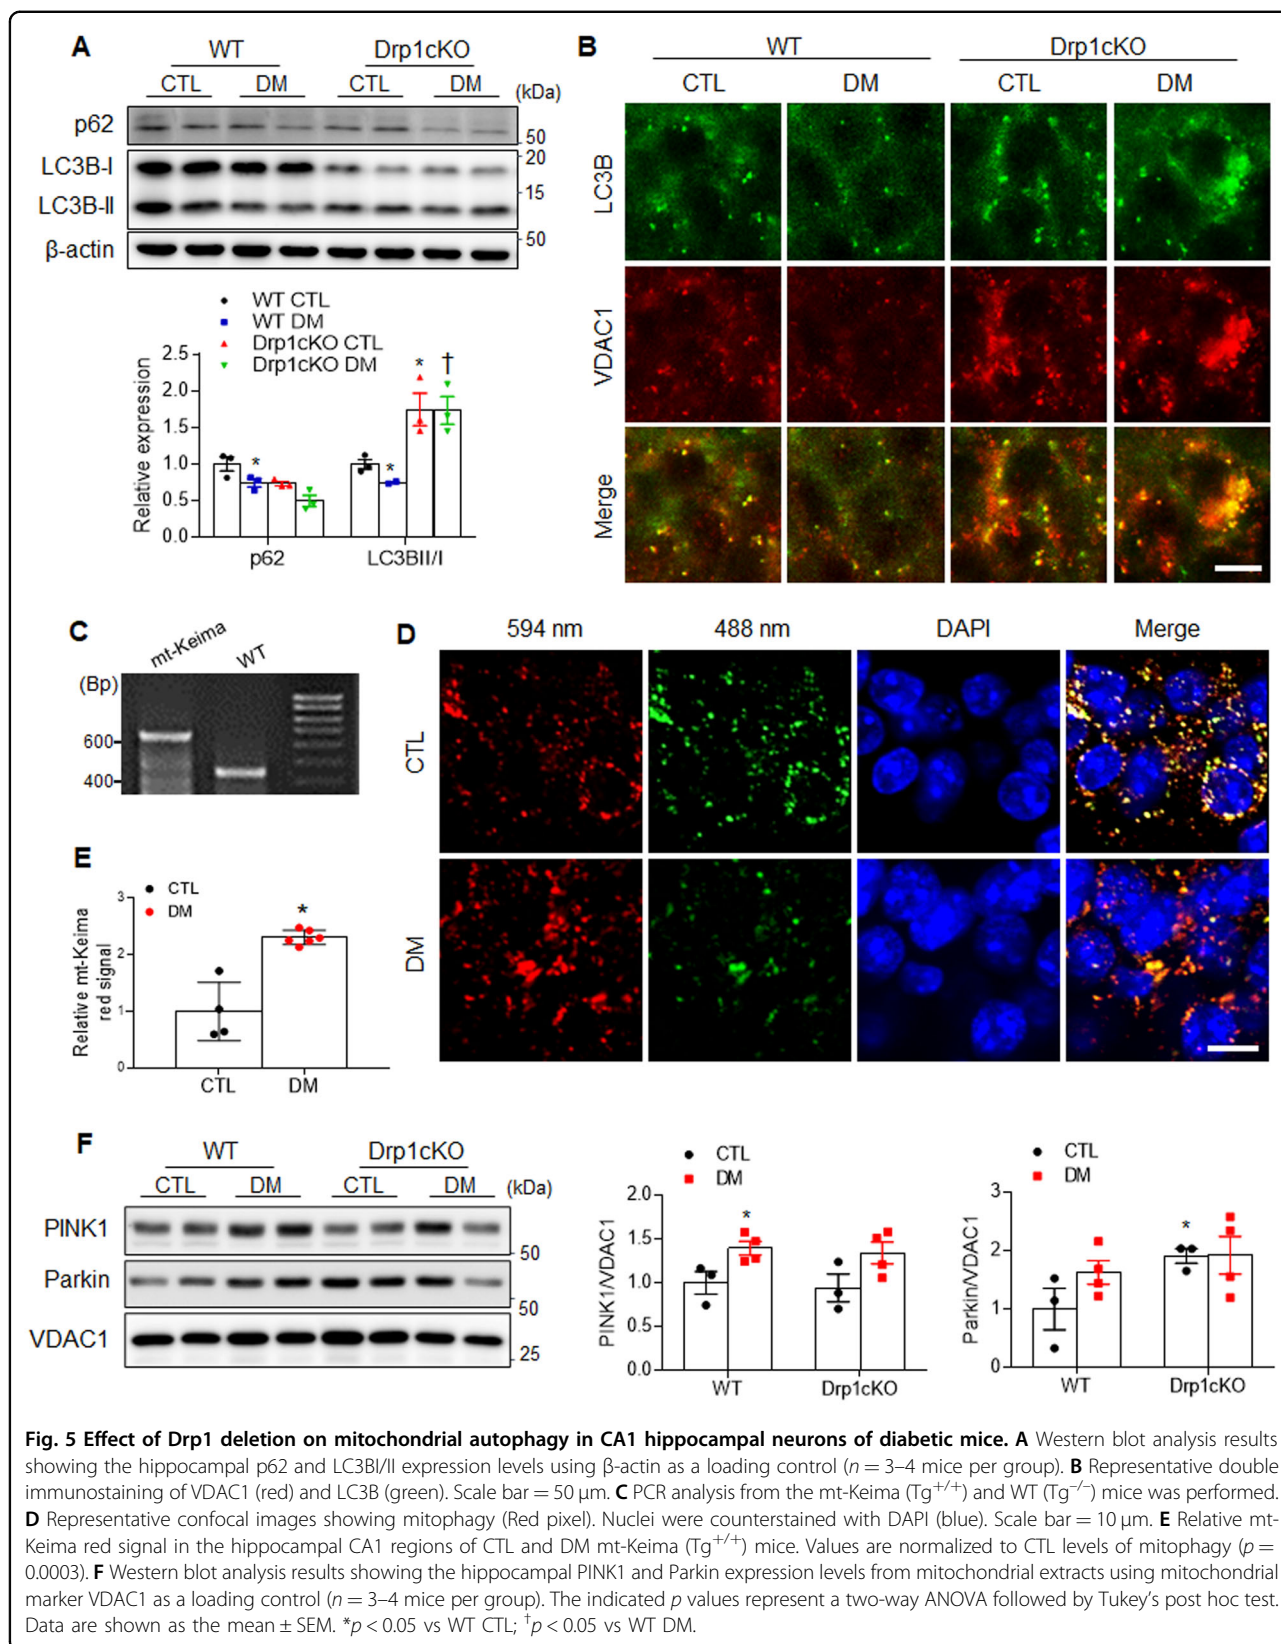 A
WT
Drp1cKO
CTL DM CTL DM (kDa)
p62
50
20
LC3B-I
15
LC3B-II
50
β-actin
WT CTL
WT DM
Drp1cKO CTL
Drp1cKO DM
Relative expression
2.5
2.0
1.5
1.0
0.5
0.0
*
*
*
†
p62 LC3BII/I
B
WT Drp1cKO
CTL DM CTL DM
LC3B
VDAC1
Merge
C
mt-Keima WT
(Bp)
600
400
D
594 nm 488 nm DAPI Merge
CTL
DM
E
CTL
DM
Relative mt-Keima
red signal
3
2
1
0
*
CTL DM
F
WT Drp1cKO
CTL DM CTL DM (kDa)
PINK1
50
Parkin
50
VDAC1
25
CTL
DM
PINK1/VDAC1
2.0
1.5
1.0
0.5
0.0
*
WT Drp1cKO
CTL
DM
Parkin/VDAC1
3
2
1
0
*
WT Drp1cKO
Fig. 5 Effect of Drp1 deletion on mitochondrial autophagy in CA1 hippocampal neurons of diabetic mice. A Western blot analysis results
showing the hippocampal p62 and LC3BI/II expression levels using β-actin as a loading control (n = 3–4 mice per group). B Representative double
immunostaining of VDAC1 (red) and LC3B (green). Scale bar = 50 μm. C PCR analysis from the mt-Keima (Tg+/+) and WT (Tg−/−) mice was performed.
D Representative confocal images showing mitophagy (Red pixel). Nuclei were counterstained with DAPI (blue). Scale bar = 10 μm. E Relative mt-
Keima red signal in the hippocampal CA1 regions of CTL and DM mt-Keima (Tg+/+) mice. Values are normalized to CTL levels of mitophagy (p =
0.0003). F Western blot analysis results showing the hippocampal PINK1 and Parkin expression levels from mitochondrial extracts using mitochondrial
marker VDAC1 as a loading control (n = 3–4 mice per group). The indicated p values represent a two-way ANOVA followed by Tukey's post hoc test.
Data are shown as the mean ± SEM. *p < 0.05 vs WT CTL; †p < 0.05 vs WT DM.